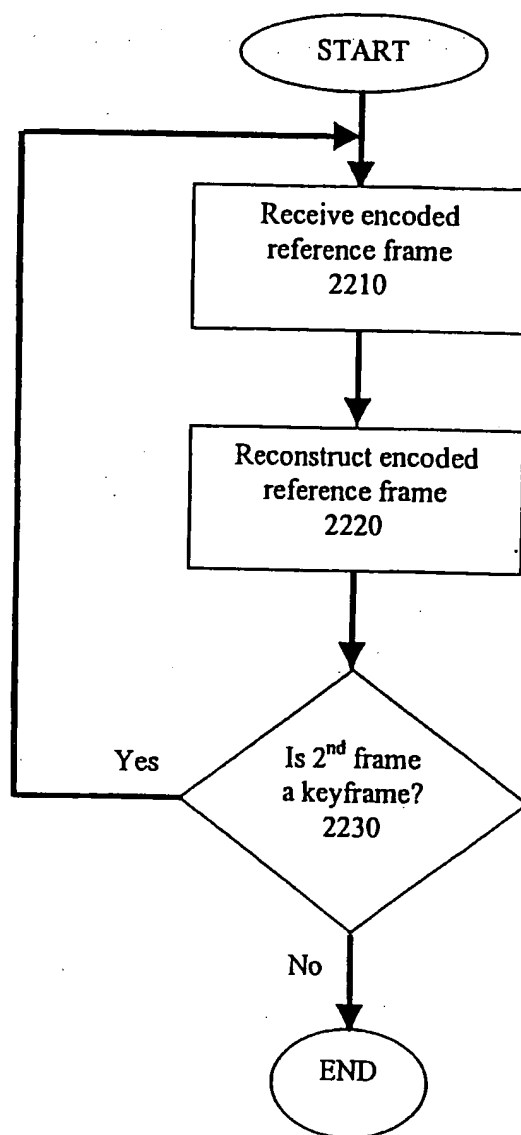 START
Receive encoded
reference frame
2210
Reconstruct encoded
reference frame
2220
Yes
Is 2nd frame
a keyframe?
2230
No
END